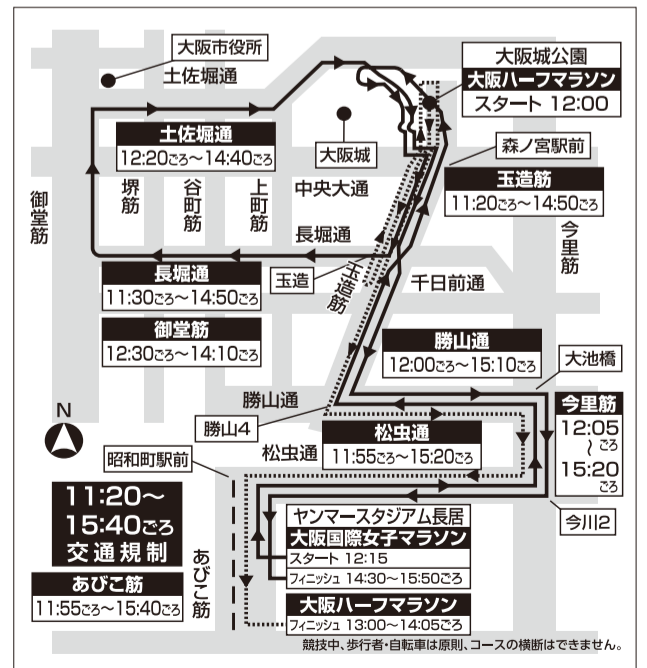 大阪市役所
土佐堀通
大阪城公園
大阪ハーフマラソン
スタート 12:00
土佐堀通
12:20ごろ～14:40ごろ
大阪城
森ノ宮駅前
玉造筋
11:20ごろ～14:50ごろ
御堂筋
堺筋
谷町筋
上町筋
中央大通
今里筋
長堀通
玉造
玉造筋
千日前通
長堀通
11:30ごろ～14:50ごろ
御堂筋
12:30ごろ～14:10ごろ
勝山通
12:00ごろ～15:10ごろ
大池橋
勝山通
勝山4
今里筋
12:05
ごろ
～
15:20
ごろ
N
松虫通
松虫通
11:55ごろ～15:20ごろ
昭和町駅前
今川2
11:20～
15:40ごろ
交通規制
あびこ筋
11:55ごろ～15:40ごろ
あびこ筋
ヤンマースタジアム長居
大阪国際女子マラソン
スタート 12:15
フィニッシュ 14:30～15:50ごろ
大阪ハーフマラソン
フィニッシュ 13:00～14:05ごろ
競技中、歩行者・自転車は原則、コースの横断はできません。